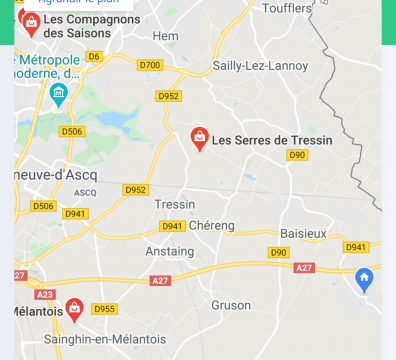 Agrandir le plan
Toufflers
Les Compagnons
des Saisons
Hem
D6
D700
Sailly-Lez-Lannoy
Métropole
moderne, d...
D952
D506
Les Serres de Tressin
D90
neuve-d'Ascq
ASCQ
D952
D506
Tressin
D941
D941
Chéreng
Baisieux
D941
Anstaing
D90
27
A27
A27
A23
Gruson
Mélantois
D955
Sainghin-en-Mélantois